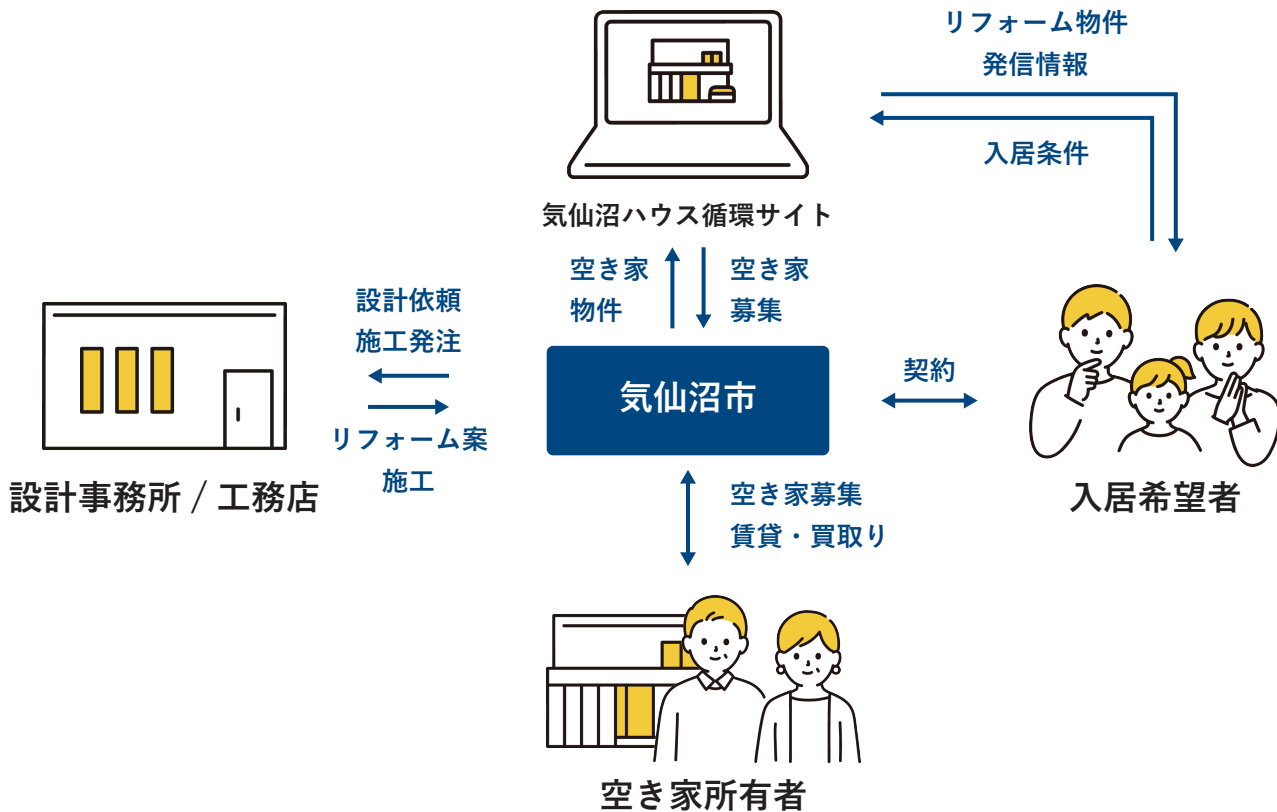 リフォーム物件
発信情報
入居条件
気仙沼ハウス循環サイト
空き家
物件
空き家
募集
設計依頼
施工発注
リフォーム案
施工
設計事務所 / 工務店
気仙沼市
契約
入居希望者
空き家募集
賃貸・買取り
空き家所有者